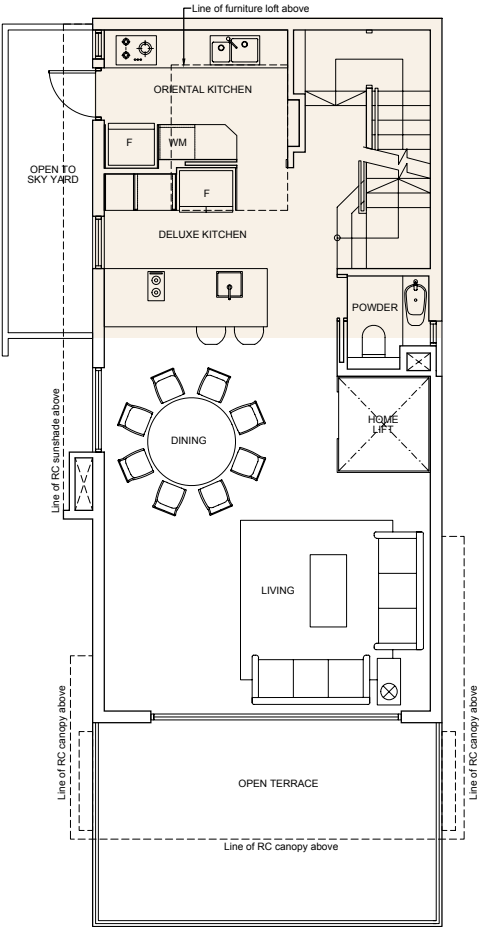 Line of furniture loft above
ORIENTAL KITCHEN
F
WM
OPEN TO
SKY YARD
F
DELUXE KITCHEN
POWDER
HOME
LIFT
Line of RC sunshade above
DINING
LIVING
Line of RC canopy above
Line of RC canopy above
OPEN TERRACE
Line of RC canopy above